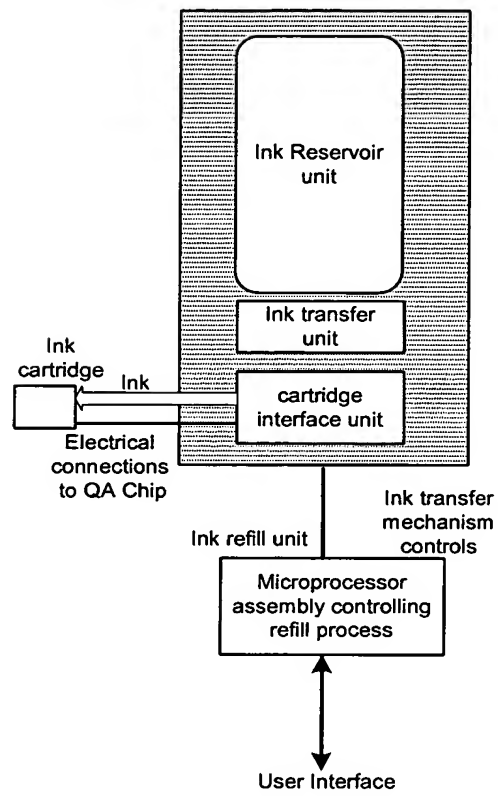 Ink Reservoir
unit
Ink transfer
unit
Ink
cartridge
Ink
cartridge
interface unit
Electrical
connections
to QA Chip
Ink refill unit
Ink transfer
mechanism
controls
Microprocessor
assembly controlling
refill process
User Interface